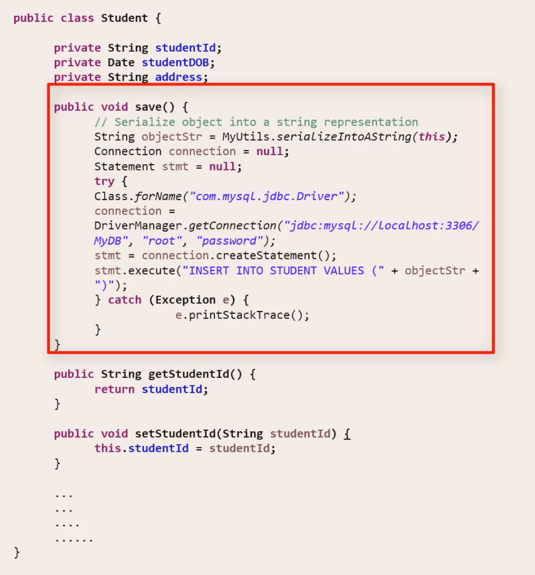 public class Student {
private String studentId;
private Date studentDOB;
private String address;
public void save() {
// Serialize object into a string representation
String objectStr = MyUtils.serializeIntoAString(this);
Connection connection = null;
Statement stmt = null;
try {
Class.forName("com.mysql.jdbc.Driver");
connection =
DriverManager.getConnection("jdbc:mysql://localhost:3306/
MyDB", "root", "password");
stmt = connection.createStatement();
stmt.execute("INSERT INTO STUDENT VALUES (" + objectStr +
")");
} catch (Exception e) {
e.printStackTrace();
}
}
public String getStudentId() {
return studentId;
}
public void setStudentId(String studentId) {
this.studentId = studentId;
}
...
...
....
......
}